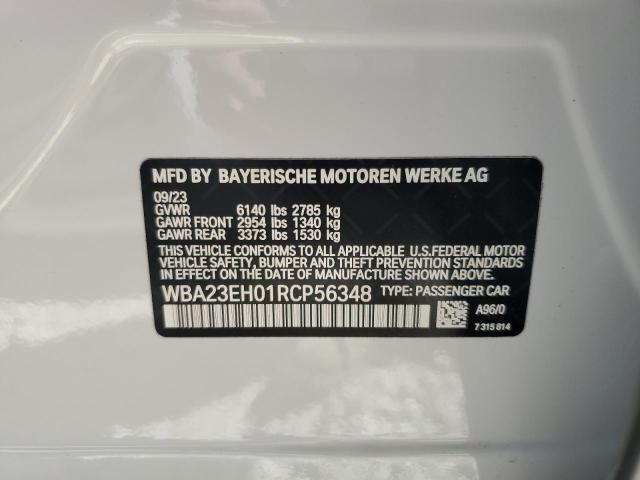 MFD BY BAYERISCHE MOTOREN WERKE AG
09/23
GVWR 6140 lbs 2785 kg
GAWR FRONT 2954 lbs 1340 kg
GAWR REAR 3373 lbs 1530 kg
THIS VEHICLE CONFORMS TO ALL APPLICABLE U.S.FEDERAL MOTOR
VEHICLE SAFETY, BUMPER AND THEFT PREVENTION STANDARDS
IN EFFECT ON THE DATE OF MANUFACTURE SHOWN ABOVE.
WBA23EH01RCP56348 TYPE: PASSENGER CAR
A96/0
7 315 814